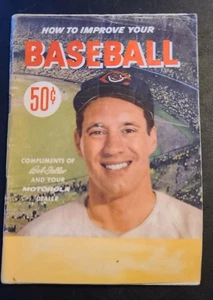 HOW TO IMPROVE YOUR
BASEBALL
50¢
COMPLIMENTS OF
Bob Feller
AND YOUR
MOTOROLA
DEALER